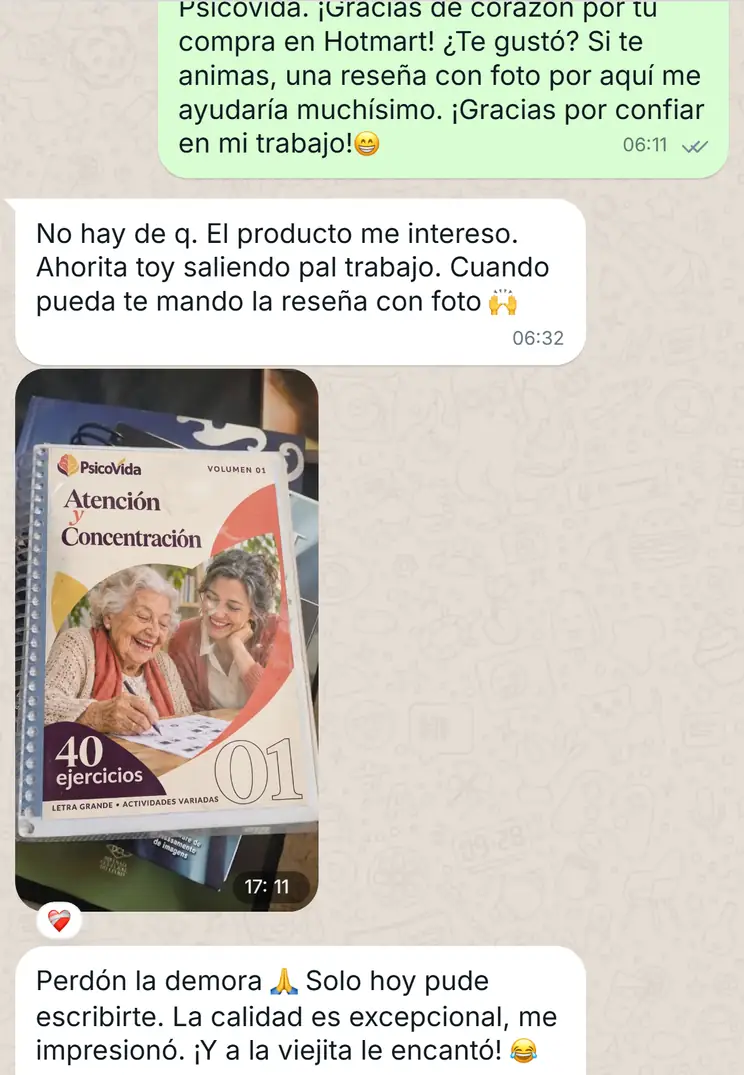 Psicovida. ¡Gracias de corazón por tu
compra en Hotmart! ¿Te gustó? Si te
animas, una reseña con foto por aquí me
ayudaría muchísimo. ¡Gracias por confiar
en mi trabajo!😁
06:11
No hay de q. El producto me intereso.
Ahorita toy saliendo pal trabajo. Cuando
pueda te mando la reseña con foto 🙌
06:32
PsicoVida
VOLUMEN 01
Atención
y
Concentración
40
ejercicios
01
LETRA GRANDE • ACTIVIDADES VARIADAS
de imagens
17: 11
Perdón la demora 🙏 Solo hoy pude
escribirte. La calidad es excepcional, me
impresionó. ¡Y a la viejita le encantó! 😂